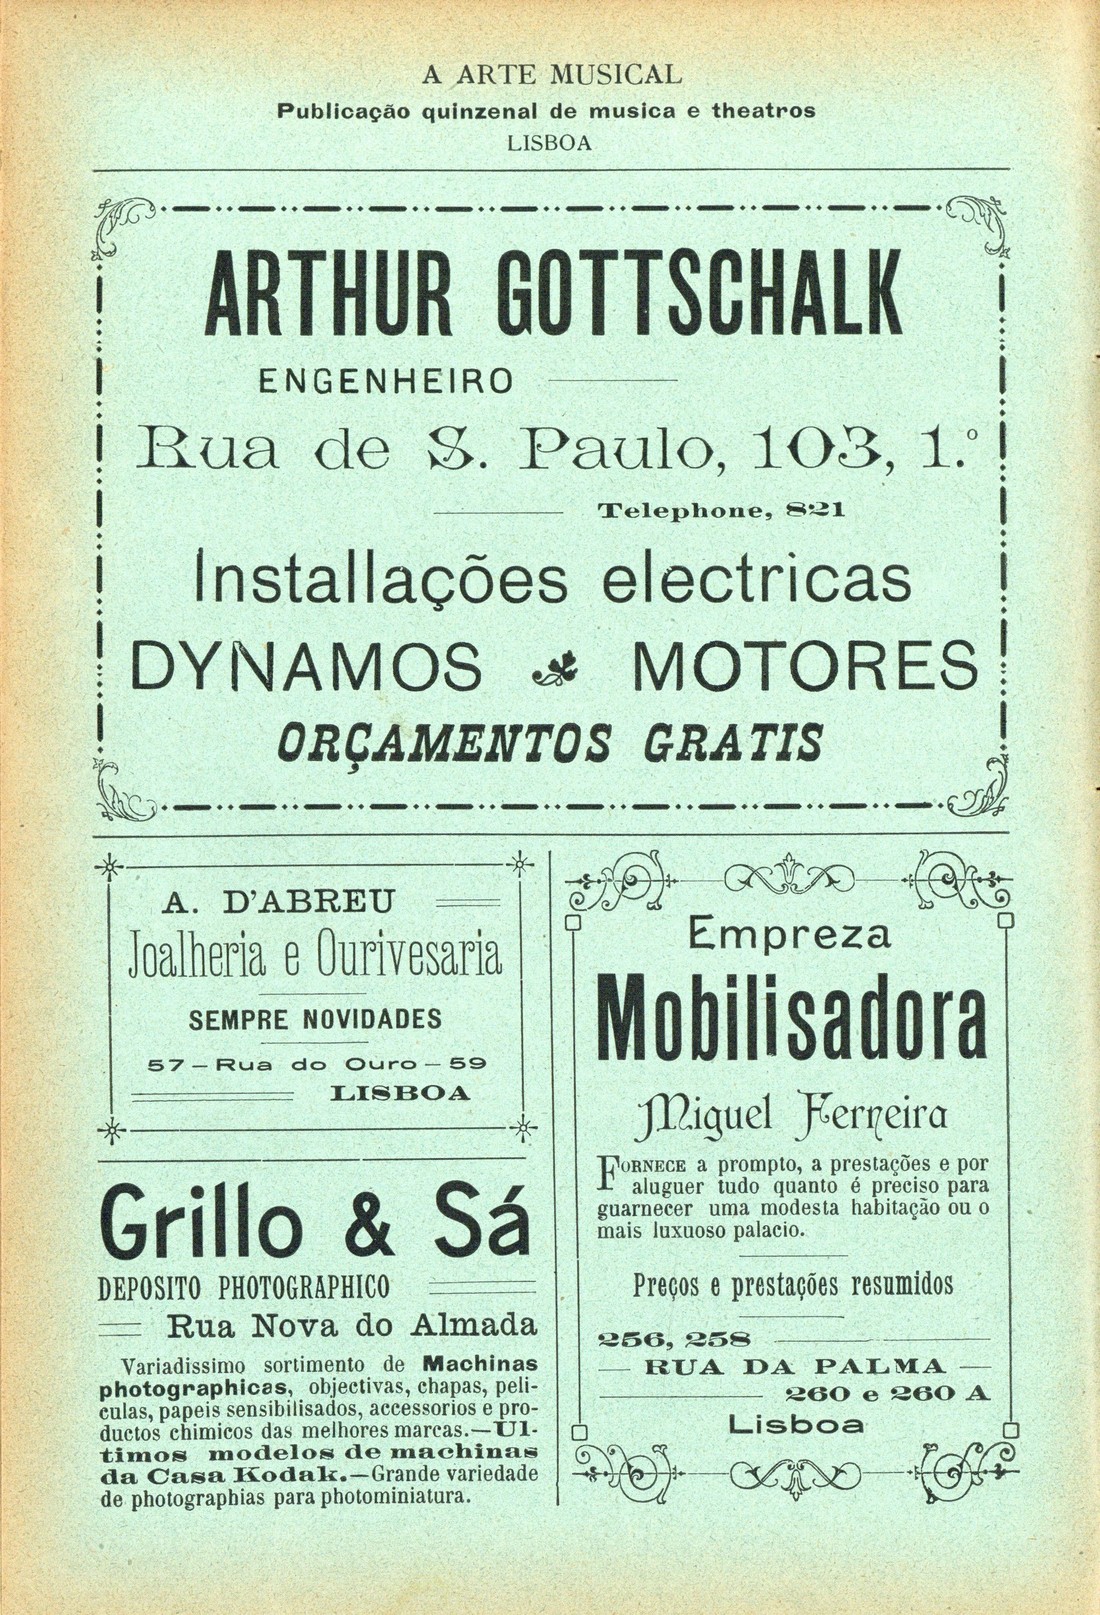 A ARTE MUSICAL
Publicação quinzenal de musica e theatros
LISBOA
ARTHUR GOTTSCHALK
ENGENHEIRO
Rua de S. Paulo, 103, 1.º
Telephone, 821
Installações electricas
DYNAMOS MOTORES
ORÇAMENTOS GRATIS
A. D'ABREU
Joalheria e Ourivesaria
SEMPRE NOVIDADES
57 – Rua do Ouro – 59
LISBOA
Grillo & Sá
DEPOSITO PHOTOGRAPHICO
Rua Nova do Almada
Variadissimo sortimento de Machinas
photographicas, objectivas, chapas, peli-
culas, papeis sensibilisados, accessorios e pro-
ductos chimicos das melhores marcas.—Ul-
timos modelos de machinas
da Casa Kodak.—Grande variedade
de photographias para photominiatura.
Empreza
Mobilisadora
Miguel Ferreira
FORNECE a prompto, a prestações e por
aluguer tudo quanto é preciso para
guarnecer uma modesta habitação ou o
mais luxuoso palacio.
Preços e prestações resumidos
256, 258
— RUA DA PALMA —
260 e 260 A
Lisboa